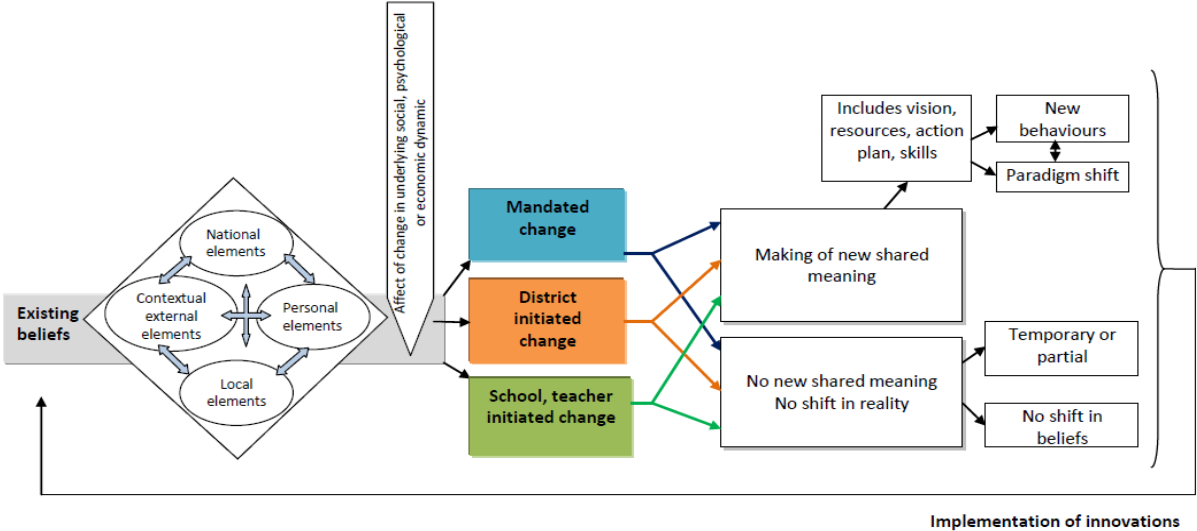 Existing
beliefs
National
elements
Contextual
external
elements
Personal
elements
Local
elements
Affect of change in underlying social, psychological
or economic dynamic
Mandated
change
District
initiated
change
School, teacher
initiated change
Making of new shared
meaning
No new shared meaning
No shift in reality
Includes vision,
resources, action
plan, skills
New
behaviours
Paradigm shift
Temporary or
partial
No shift in
beliefs
Implementation of innovations